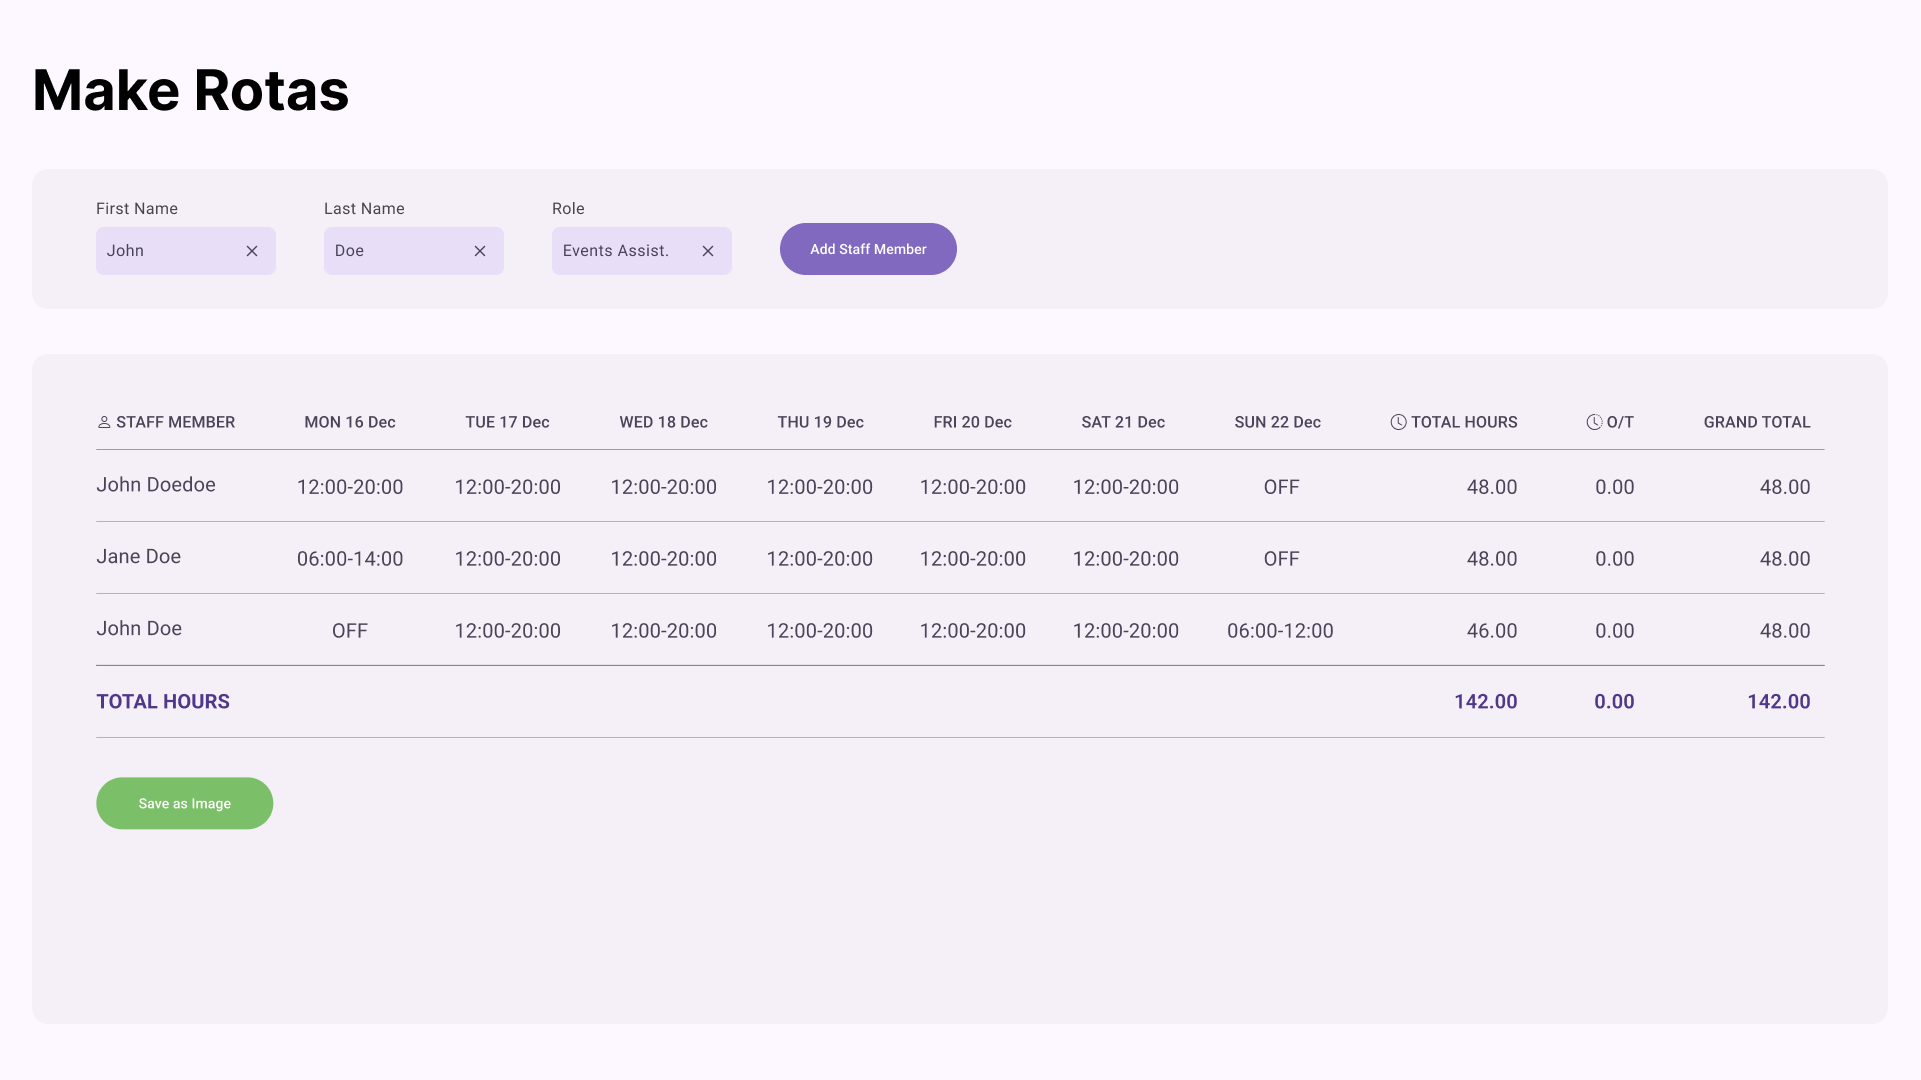 Make Rotas
First Name Last Name Role
John Doe Events Assist. Add Staff Member
STAFF MEMBER MON 16 Dec TUE 17 Dec WED 18 Dec THU 19 Dec FRI 20 Dec SAT 21 Dec SUN 22 Dec TOTAL HOURS O/T GRAND TOTAL
John Doedoe 12:00-20:00 12:00-20:00 12:00-20:00 12:00-20:00 12:00-20:00 12:00-20:00 OFF 48.00 0.00 48.00
Jane Doe 06:00-14:00 12:00-20:00 12:00-20:00 12:00-20:00 12:00-20:00 12:00-20:00 OFF 48.00 0.00 48.00
John Doe OFF 12:00-20:00 12:00-20:00 12:00-20:00 12:00-20:00 12:00-20:00 06:00-12:00 46.00 0.00 48.00
TOTAL HOURS 142.00 0.00 142.00
Save as Image